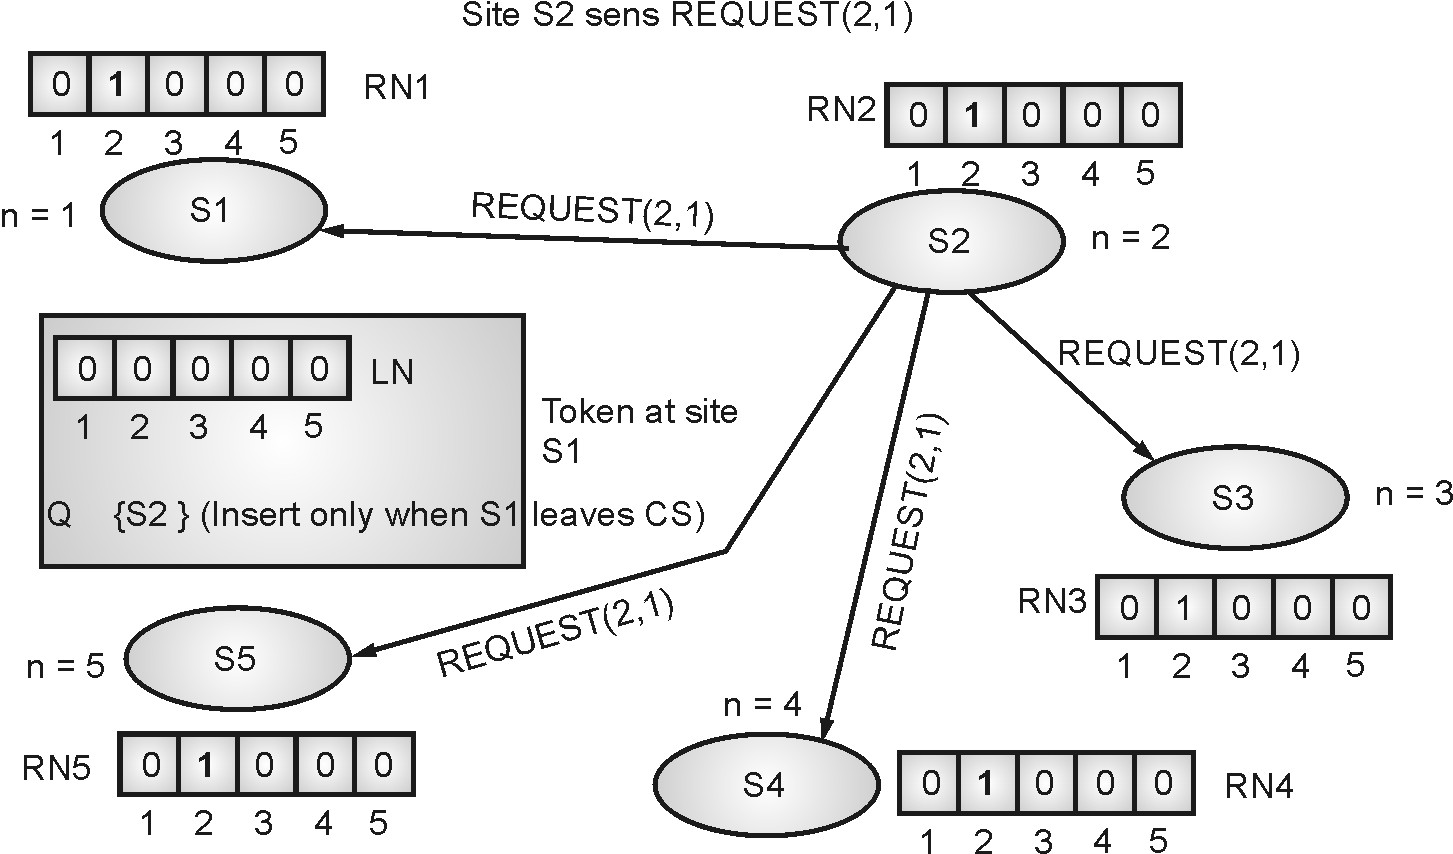 Site S2 sens REQUEST(2,1)
0 1 0 0 0 RN1
1 2 3 4 5
n = 1
S1
RN2 0 1 0 0 0
1 2 3 4 5
S2
n = 2
REQUEST(2,1)
REQUEST(2,1)
REQUEST(2,1)
REQUEST(2,1)
0 0 0 0 0 LN
1 2 3 4 5
Token at site
S1
Q {S2 } (Insert only when S1 leaves CS)
S3
n = 3
RN3 0 1 0 0 0
1 2 3 4 5
n = 5
S5
RN5 0 1 0 0 0
1 2 3 4 5
n = 4
S4
0 1 0 0 0 RN4
1 2 3 4 5